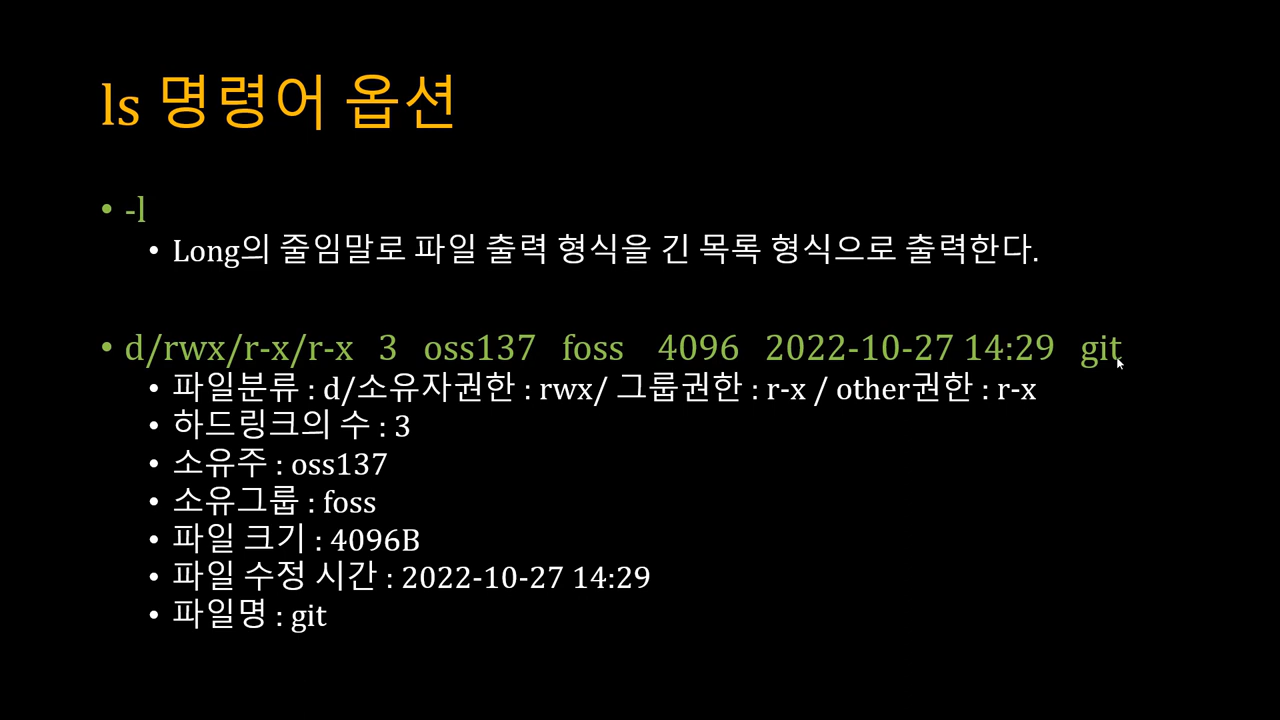 ls 명령어 옵션
• -l
• Long의 줄임말로 파일 출력 형식을 긴 목록 형식으로 출력한다.
• d/rwx/r-x/r-x 3 oss137 foss 4096 2022-10-27 14:29 git
• 파일분류 : d/소유자권한 : rwx/ 그룹권한 : r-x / other권한 : r-x
• 하드링크의 수 : 3
• 소유주 : oss137
• 소유그룹 : foss
• 파일 크기 : 4096B
• 파일 수정 시간 : 2022-10-27 14:29
• 파일명 : git